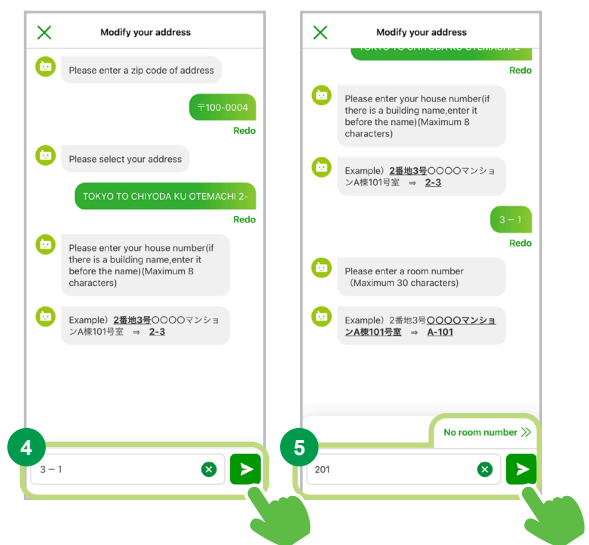 Modify your address
Please enter a zip code of address
〒100-0004
Redo
Please select your address
TOKYO TO CHIYODA KU OTEMACHI 2-
Redo
Please enter your house number(if
there is a building name,enter it
before the name)(Maximum 8
characters)
Example）2番地3号〇〇〇〇マンショ
ンA棟101号室 ⇒ 2-3
4
3 − 1
Modify your address
TOKYO TO CHIYODA KU OTEMACHI 2-
Redo
Please enter your house number(if
there is a building name,enter it
before the name)(Maximum 8
characters)
Example）2番地3号〇〇〇〇マンショ
ンA棟101号室 ⇒ 2-3
3 − 1
Redo
Please enter a room number
（Maximum 30 characters)
Example）2番地3号〇〇〇〇マンショ
ンA棟101号室 ⇒ A-101
No room number
5
201